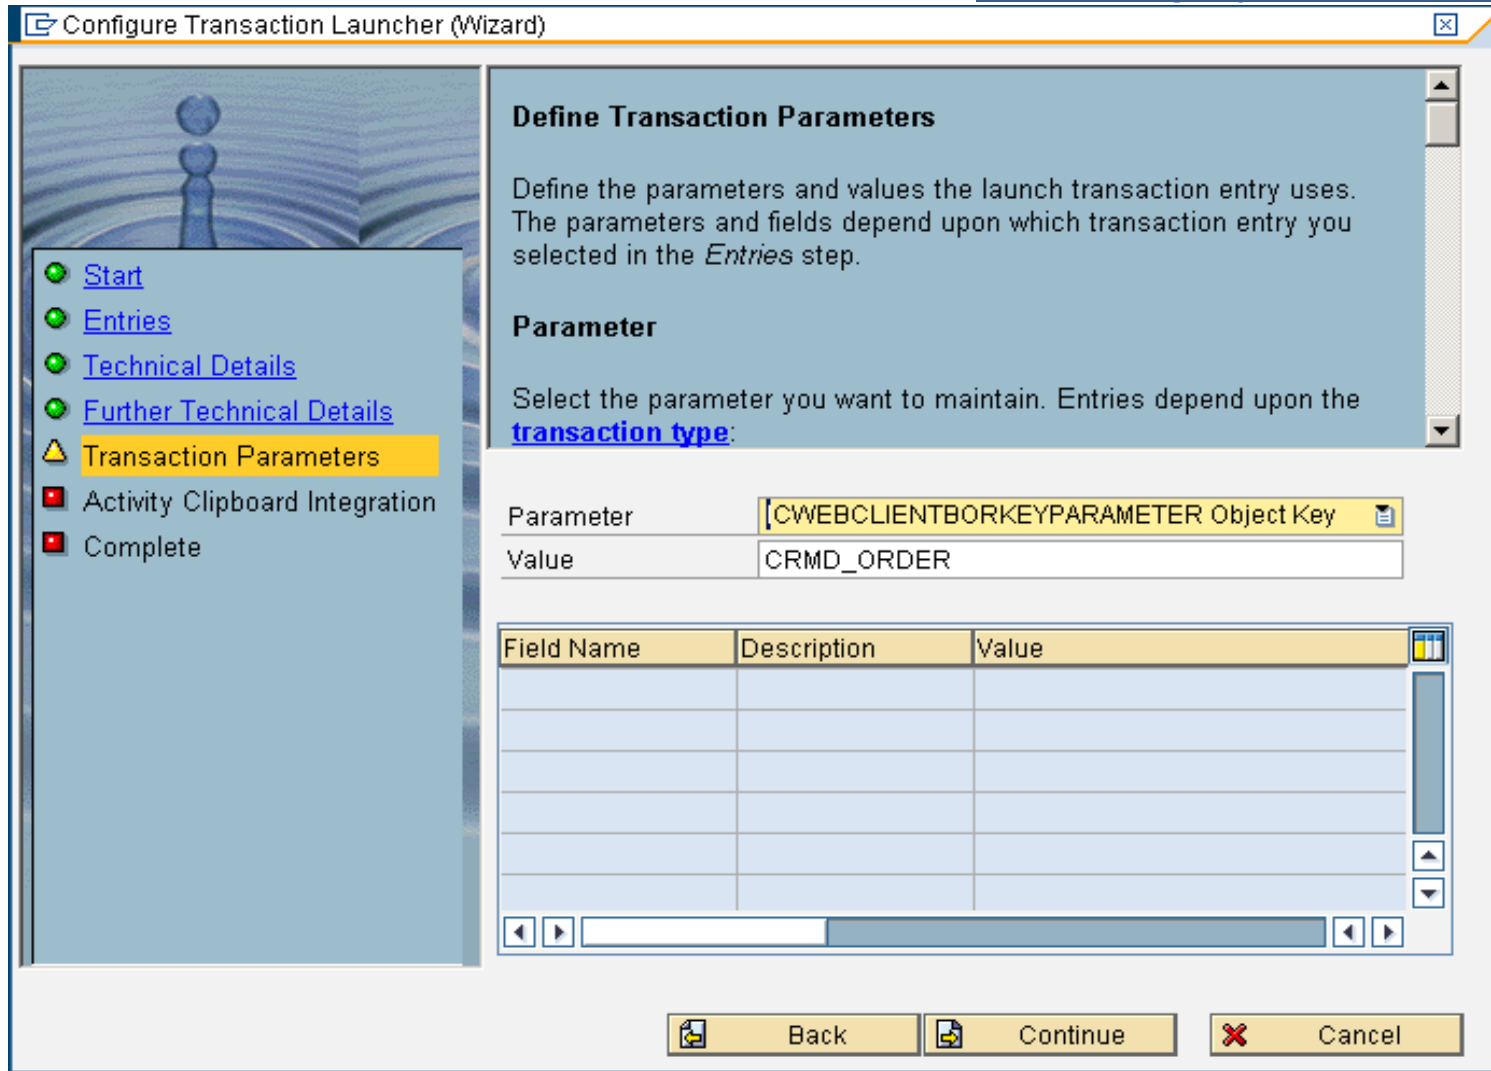 Configure Transaction Launcher (Wizard)
Start
Entries
Technical Details
Further Technical Details
Transaction Parameters
Activity Clipboard Integration
Complete
Define Transaction Parameters
Define the parameters and values the launch transaction entry uses.
The parameters and fields depend upon which transaction entry you
selected in the Entries step.
Parameter
Select the parameter you want to maintain. Entries depend upon the
transaction type:
Parameter CWEBCLIENTBORKEYPARAMETER Object Key
Value CRMD_ORDER
Field Name Description Value
Back Continue Cancel